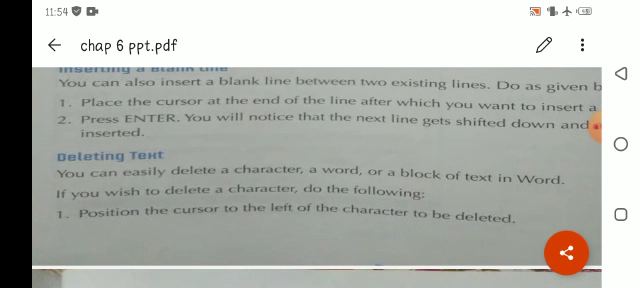 11:54
chap 6 ppt.pdf
Inserting a Blank Line
You can also insert a blank line between two existing lines. Do as given b
1. Place the cursor at the end of the line after which you want to insert a
2. Press ENTER. You will notice that the next line gets shifted down and
inserted.
Deleting Text
You can easily delete a character, a word, or a block of text in Word.
If you wish to delete a character, do the following:
1. Position the cursor to the left of the character to be deleted.